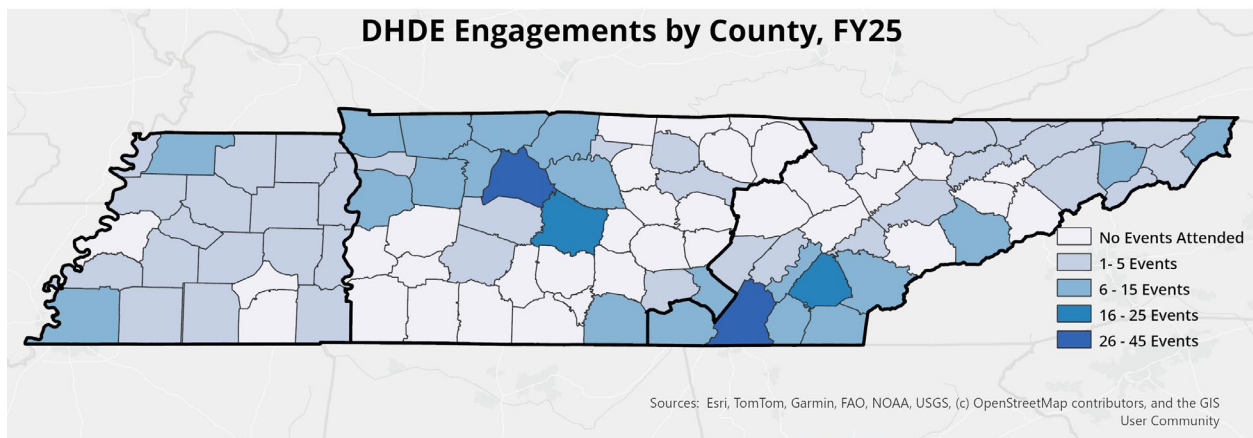 DHDE Engagements by County, FY25
No Events Attended
1- 5 Events
6 - 15 Events
16 - 25 Events
26 - 45 Events
Sources: Esri, TomTom, Garmin, FAO, NOAA, USGS, (c) OpenStreetMap contributors, and the GIS
User Community